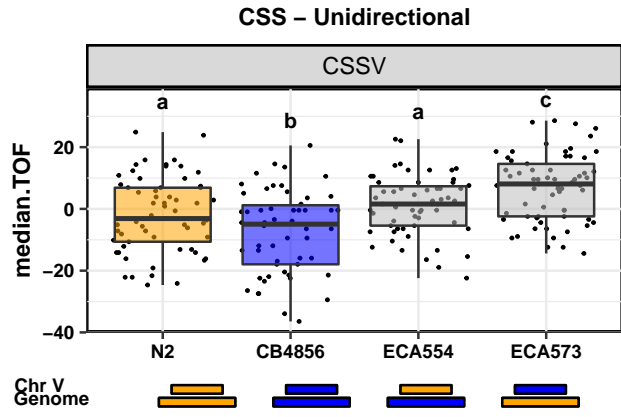 CSS – Unidirectional
CSSV
a
b
a
c
median.TOF
20
0
−20
−40
N2 CB4856 ECA554 ECA573
Chr V
Genome